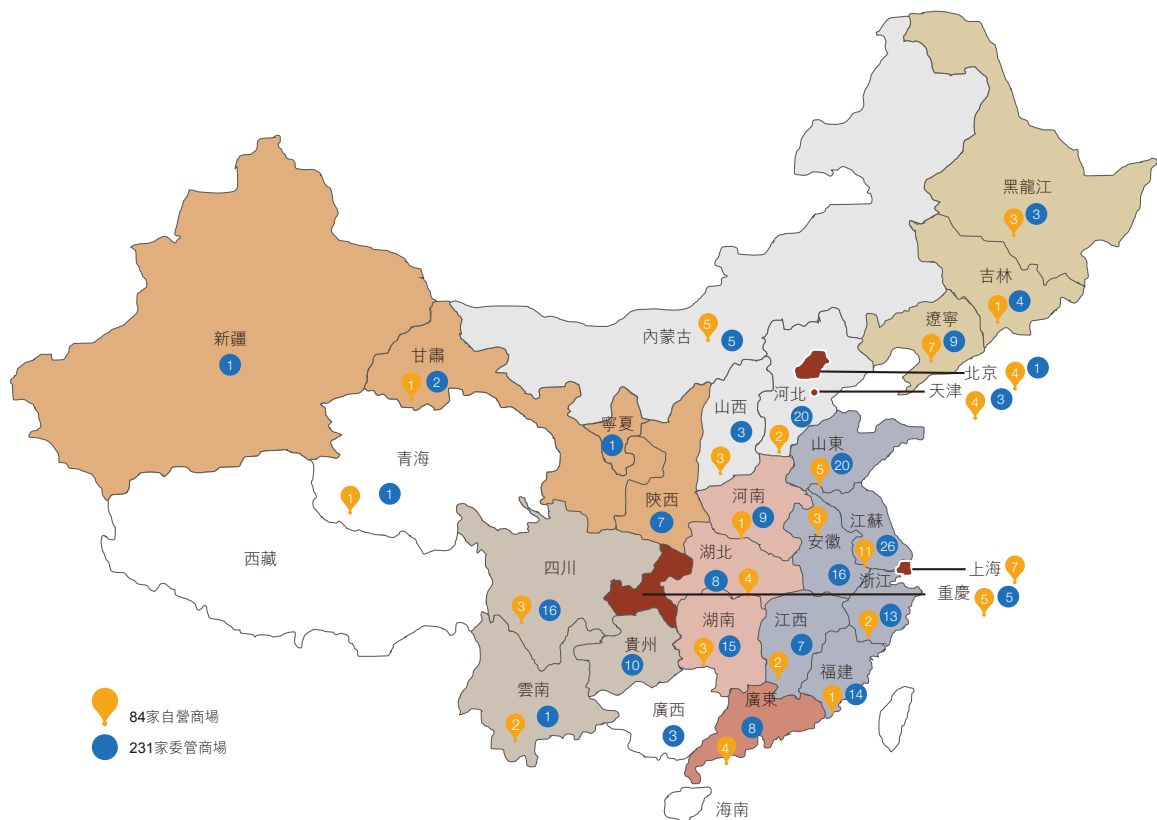 黑龍江
3 3
吉林
1 4
遼寧
7 9
內蒙古
5 5
新疆
1
甘肅
1 2
北京 4 1
天津 4 3
河北
20
2
山西
3
3
寧夏
1
山東
5 20
青海
1 1
陝西
7
河南
1 9
3
安徽
16
江蘇
11 26
西藏
四川
3 16
湖北
8 4
浙江
2 13
上海 7
重慶 5 5
湖南
3 15
江西
2 7
貴州
10
福建
1 14
雲南
2 1
廣西
3
廣東
8
4
海南
84家自營商場
231家委管商場